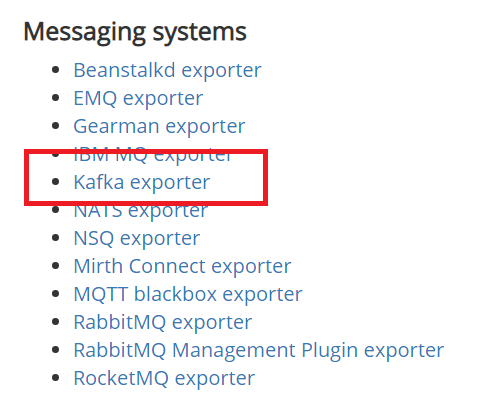 Messaging systems
Beanstalkd exporter
EMQ exporter
Gearman exporter
IBM MQ exporter
Kafka exporter
NATS exporter
NSQ exporter
Mirth Connect exporter
MQTT blackbox exporter
RabbitMQ exporter
RabbitMQ Management Plugin exporter
RocketMQ exporter